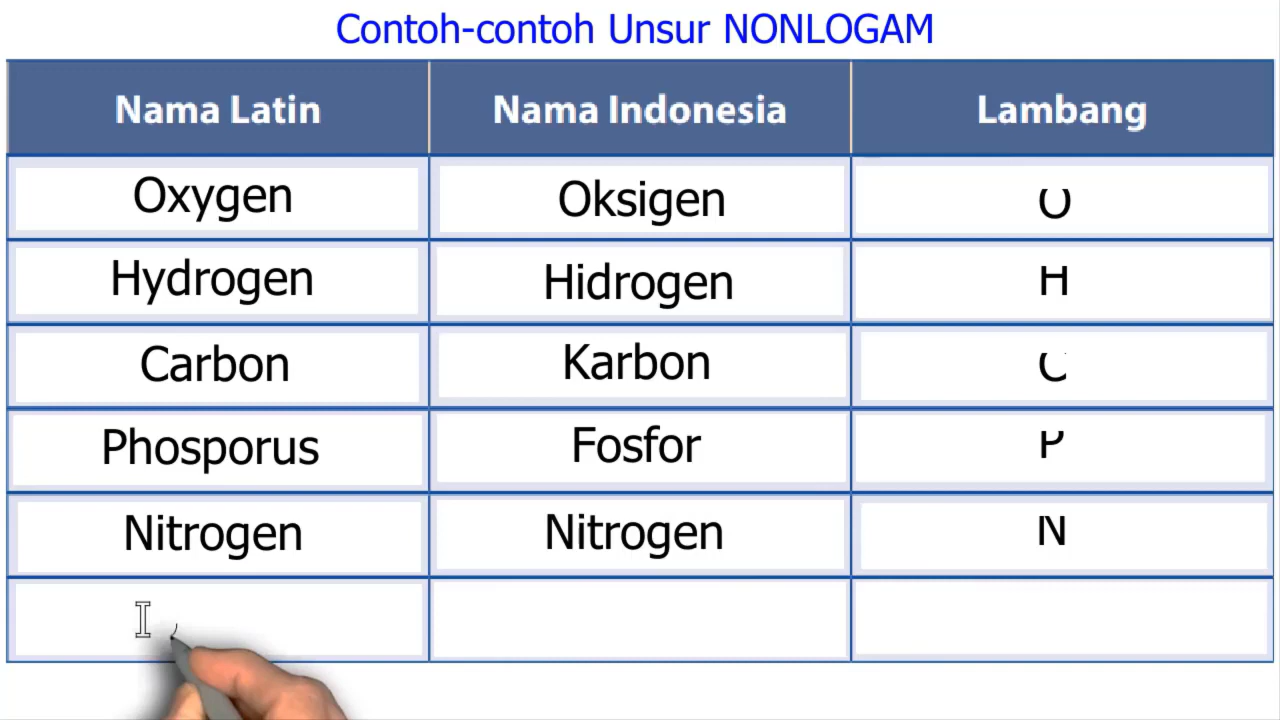 Contoh-contoh Unsur NONLOGAM
Nama Latin Nama Indonesia Lambang
Oxygen Oksigen O
Hydrogen Hidrogen H
Carbon Karbon C
Phosporus Fosfor P
Nitrogen Nitrogen N